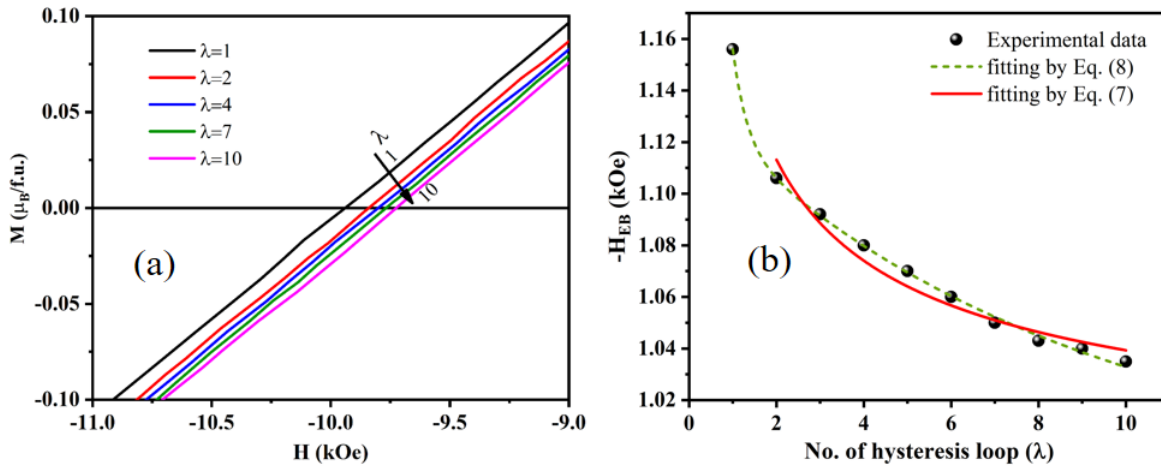 0.10
0.05
0.00
-0.05
-0.10
M (μB/f.u.)
λ=1
λ=2
λ=4
λ=7
λ=10
λ
1
10
(a)
-11.0 -10.5 -10.0 -9.5 -9.0
H (kOe)
1.16
1.14
1.12
1.10
1.08
1.06
1.04
1.02
-HEB (kOe)
Experimental data
fitting by Eq. (8)
fitting by Eq. (7)
(b)
0 2 4 6 8 10
No. of hysteresis loop (λ)